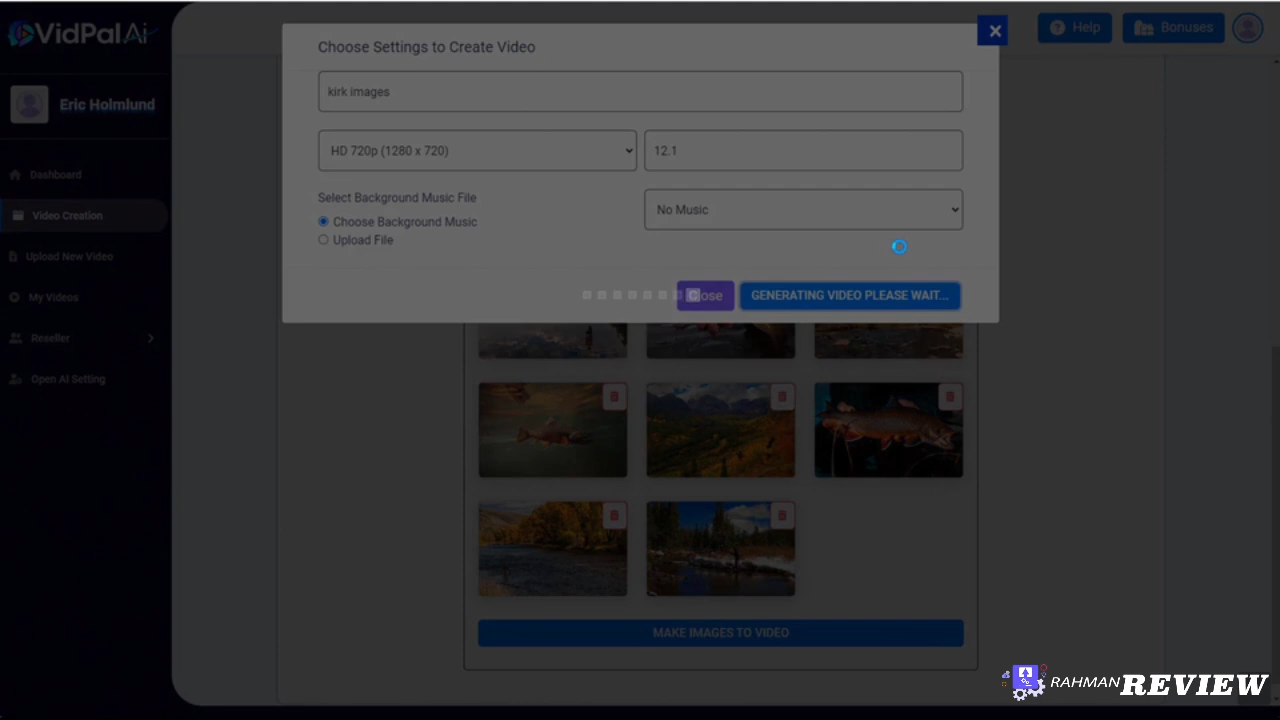 VidPalAi
Help
Bonuses
Eric Holmlund
Dashboard
Video Creation
Upload New Video
My Videos
Reseller
Open AI Setting
Choose Settings to Create Video
kirk images
HD 720p (1280 x 720)
12.1
Select Background Music File
Choose Background Music
Upload File
No Music
Close
GENERATING VIDEO PLEASE WAIT...
MAKE IMAGES TO VIDEO
RAHMAN REVIEW